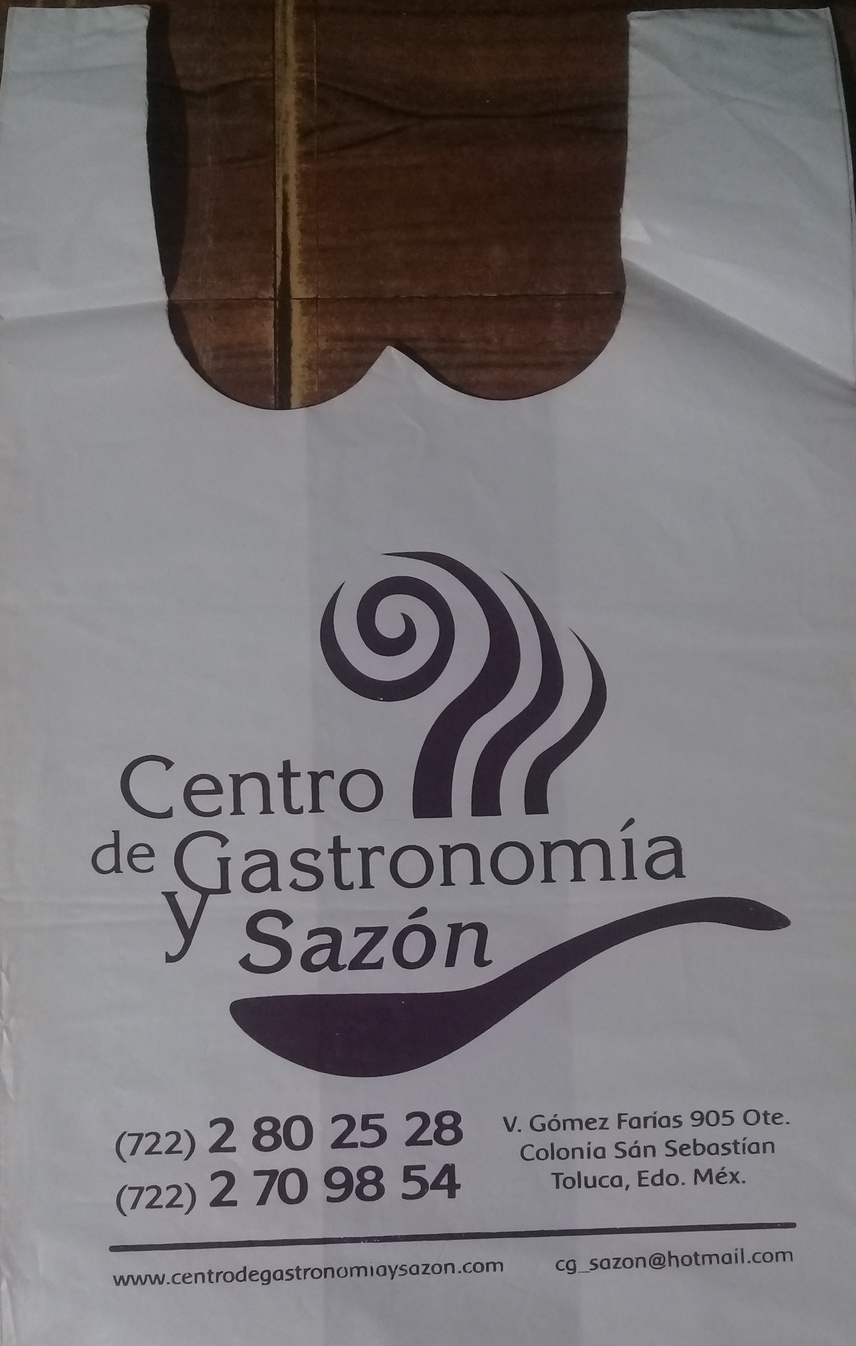 Centro
de Gastronomía
y Sazón
(722) 2 80 25 28
(722) 2 70 98 54
V. Gómez Farías 905 Ote.
Colonia Sán Sebastían
Toluca, Edo. Méx.
www.centrodegastronomiaysazon.com
cg_sazon@hotmail.com